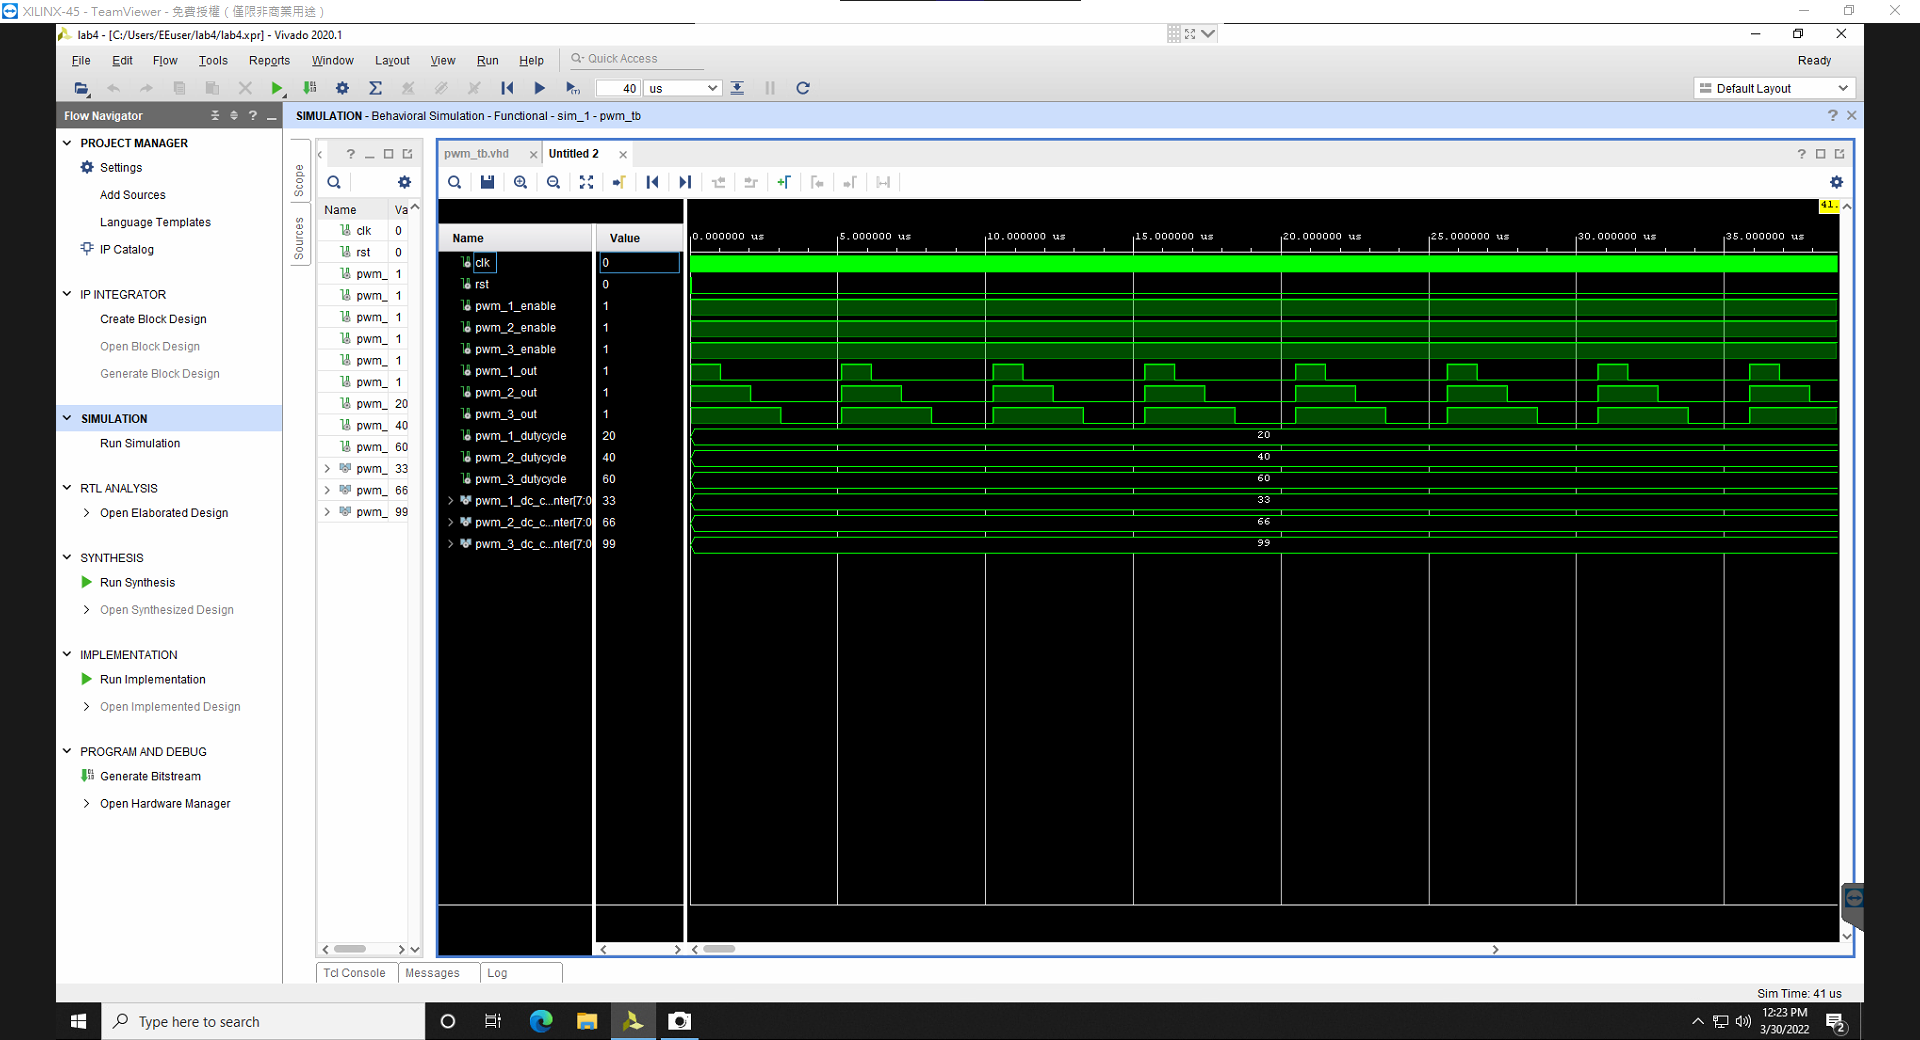 XILINX-45 - TeamViewer - 免費授權 ( 僅限非商業用途 )
lab4 - [C:/Users/EEuser/lab4/lab4.xpr] - Vivado 2020.1
File Edit Flow Tools Reports Window Layout View Run Help Quick Access
Ready
40 us
Default Layout
Flow Navigator
SIMULATION - Behavioral Simulation - Functional - sim_1 - pwm_tb
PROJECT MANAGER
Settings
Add Sources
Language Templates
IP Catalog
IP INTEGRATOR
Create Block Design
Open Block Design
Generate Block Design
SIMULATION
Run Simulation
RTL ANALYSIS
Open Elaborated Design
SYNTHESIS
Run Synthesis
Open Synthesized Design
IMPLEMENTATION
Run Implementation
Open Implemented Design
PROGRAM AND DEBUG
Generate Bitstream
Open Hardware Manager
Scope
Sources
Name Va
clk 0
rst 0
pwm_ 1
pwm_ 1
pwm_ 1
pwm_ 1
pwm_ 1
pwm_ 1
pwm_ 20
pwm_ 40
pwm_ 60
pwm_ 33
pwm_ 66
pwm_ 99
pwm_tb.vhd Untitled 2
41.
Name Value
0.000000 us 5.000000 us 10.000000 us 15.000000 us 20.000000 us 25.000000 us 30.000000 us 35.000000 us
clk 0
rst 0
pwm_1_enable 1
pwm_2_enable 1
pwm_3_enable 1
pwm_1_out 1
pwm_2_out 1
pwm_3_out 1
pwm_1_dutycycle 20 20
pwm_2_dutycycle 40 40
pwm_3_dutycycle 60 60
pwm_1_dc_c...nter[7:0 33 33
pwm_2_dc_c...nter[7:0 66 66
pwm_3_dc_c...nter[7:0 99 99
Tcl Console Messages Log
Sim Time: 41 us
Type here to search
12:23 PM
3/30/2022
2